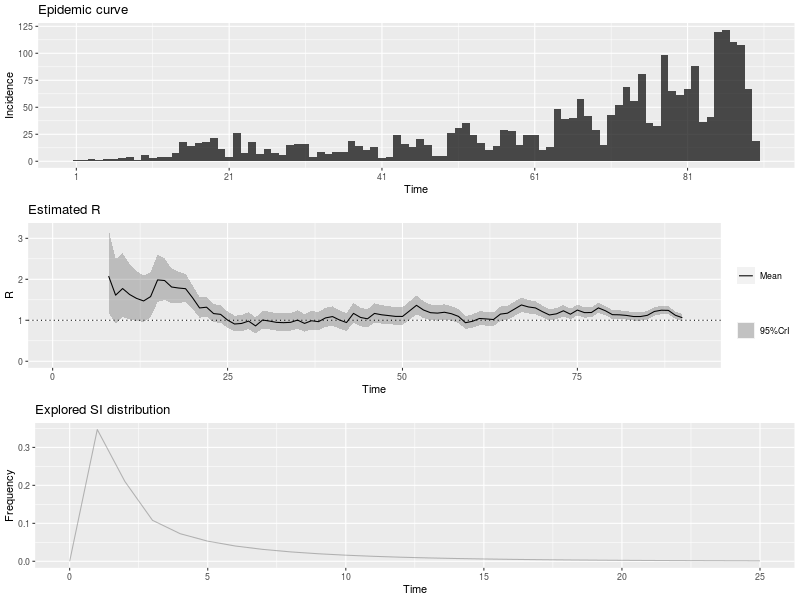 Epidemic curve
125
100
75
50
25
0
Incidence
1 21 41 61 81
Time
Estimated R
3
2
1
0
R
0 25 50 75
Time
Mean
95%CrI
Explored SI distribution
0.3
0.2
0.1
0.0
Frequency
0 5 10 15 20 25
Time